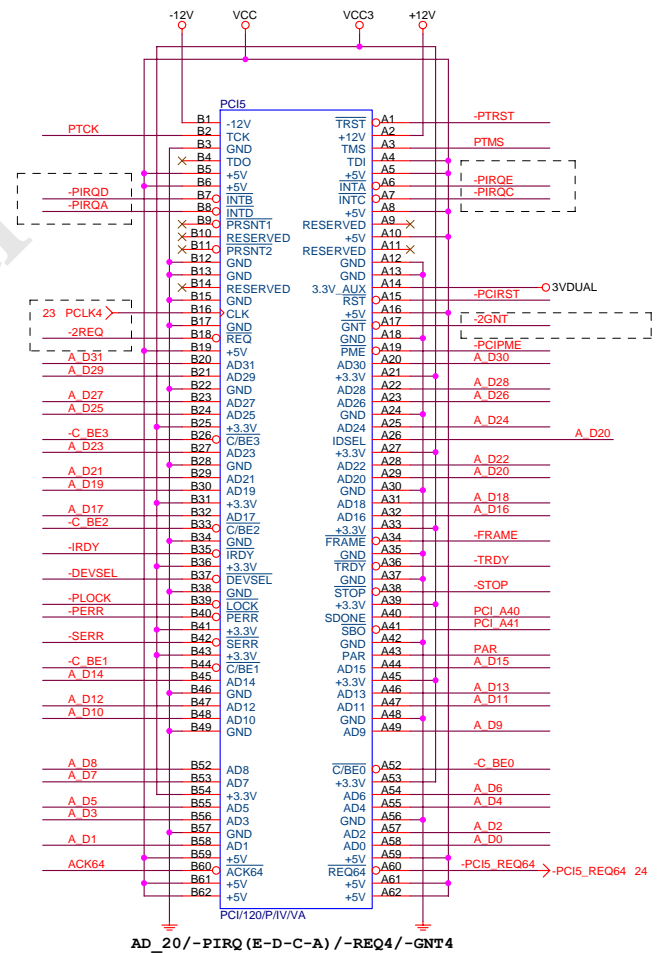 -12V VCC VCC3 +12V
PCI5
B1 -12V TRST A1 -PTRST
PTCK B2 TCK +12V A2
B3 GND TMS A3 PTMS
B4 TDO TDI A4
B5 +5V +5V A5
B6 +5V INTA A6 -PIRQE
-PIRQD B7 INTB INTC A7 -PIRQC
-PIRQA B8 INTD +5V A8
B9 PRSNT1 RESERVED A9
B10 RESERVED +5V A10
B11 PRSNT2 RESERVED A11
B12 GND GND A12
B13 GND GND A13
B14 RESERVED 3.3V_AUX A14 3VDUAL
B15 GND RST A15 -PCIRST
23 PCLK4 B16 CLK +5V A16
B17 GND GNT A17 -2GNT
-2REQ B18 REQ GND A18
B19 +5V PME A19 -PCIPME
A_D31 B20 AD31 AD30 A20 A_D30
A_D29 B21 AD29 +3.3V A21
B22 GND AD28 A22 A_D28
A_D27 B23 AD27 AD26 A23 A_D26
A_D25 B24 AD25 GND A24
B25 +3.3V AD24 A25 A_D24
-C_BE3 B26 C/BE3 IDSEL A26 A_D20
A_D23 B27 AD23 +3.3V A27
B28 GND AD22 A28 A_D22
A_D21 B29 AD21 AD20 A29 A_D20
A_D19 B30 AD19 GND A30
B31 +3.3V AD18 A31 A_D18
A_D17 B32 AD17 AD16 A32 A_D16
-C_BE2 B33 C/BE2 +3.3V A33
B34 GND FRAME A34 -FRAME
-IRDY B35 IRDY GND A35
B36 +3.3V TRDY A36 -TRDY
-DEVSEL B37 DEVSEL GND A37
B38 GND STOP A38 -STOP
-PLOCK B39 LOCK +3.3V A39
-PERR B40 PERR SDONE A40 PCI_A40
B41 +3.3V SBO A41 PCI_A41
-SERR B42 SERR GND A42
B43 +3.3V PAR A43 PAR
-C_BE1 B44 C/BE1 AD15 A44 A_D15
A_D14 B45 AD14 +3.3V A45
B46 GND AD13 A46 A_D13
A_D12 B47 AD12 AD11 A47 A_D11
A_D10 B48 AD10 GND A48
B49 GND AD9 A49 A_D9
A_D8 B52 AD8 C/BE0 A52 -C_BE0
A_D7 B53 AD7 +3.3V A53
B54 +3.3V AD6 A54 A_D6
A_D5 B55 AD5 AD4 A55 A_D4
A_D3 B56 AD3 GND A56
B57 GND AD2 A57 A_D2
A_D1 B58 AD1 AD0 A58 A_D0
B59 +5V +5V A59
ACK64 B60 ACK64 REQ64 A60 -PCI5_REQ64 -PCI5_REQ64 24
B61 +5V +5V A61
B62 +5V +5V A62
PCI/120/P/IV/VA
AD_20/-PIRQ(E-D-C-A)/-REQ4/-GNT4